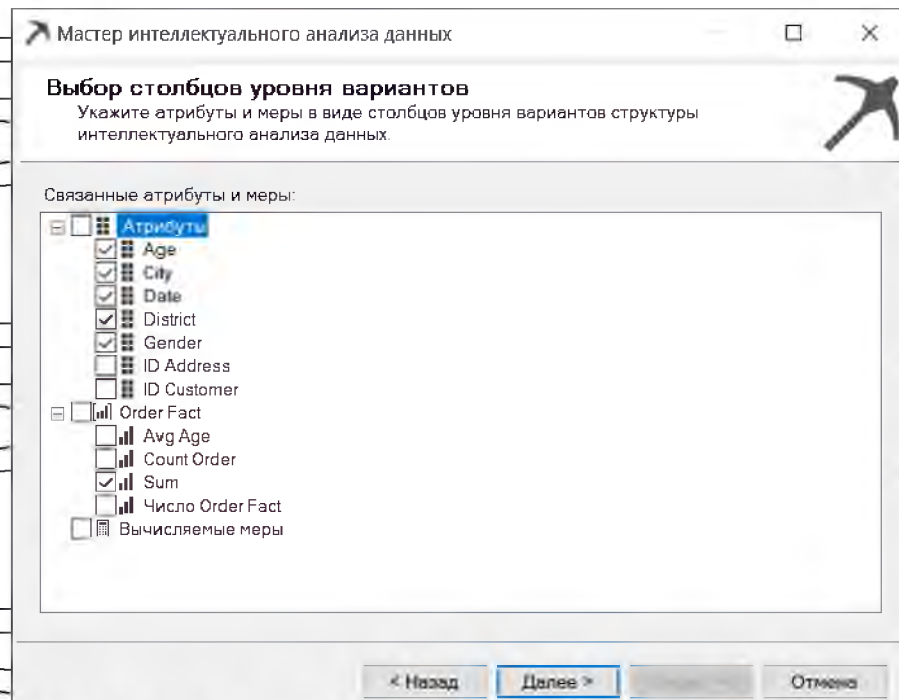 Мастер интеллектуального анализа данных
Выбор столбцов уровня вариантов
Укажите атрибуты и меры в виде столбцов уровня вариантов структуры
интеллектуального анализа данных.
Связанные атрибуты и меры:
Атрибуты
Age
City
Date
District
Gender
ID Address
ID Customer
Order Fact
Avg Age
Count Order
Sum
Число Order Fact
Вычисляемые меры
< Назад Далее > Отмена